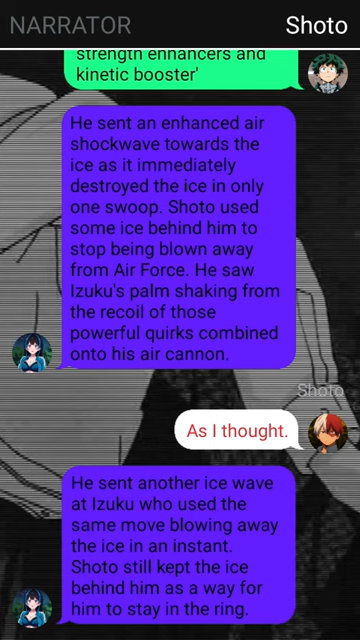 NARRATOR
Shoto
strength enhancers and
kinetic booster'
He sent an enhanced air
shockwave towards the
ice as it immediately
destroyed the ice in only
one swoop. Shoto used
some ice behind him to
stop being blown away
from Air Force. He saw
Izuku's palm shaking from
the recoil of those
powerful quirks combined
onto his air cannon.
Shoto
As I thought.
He sent another ice wave
at Izuku who used the
same move blowing away
the ice in an instant.
Shoto still kept the ice
behind him as a way for
him to stay in the ring.